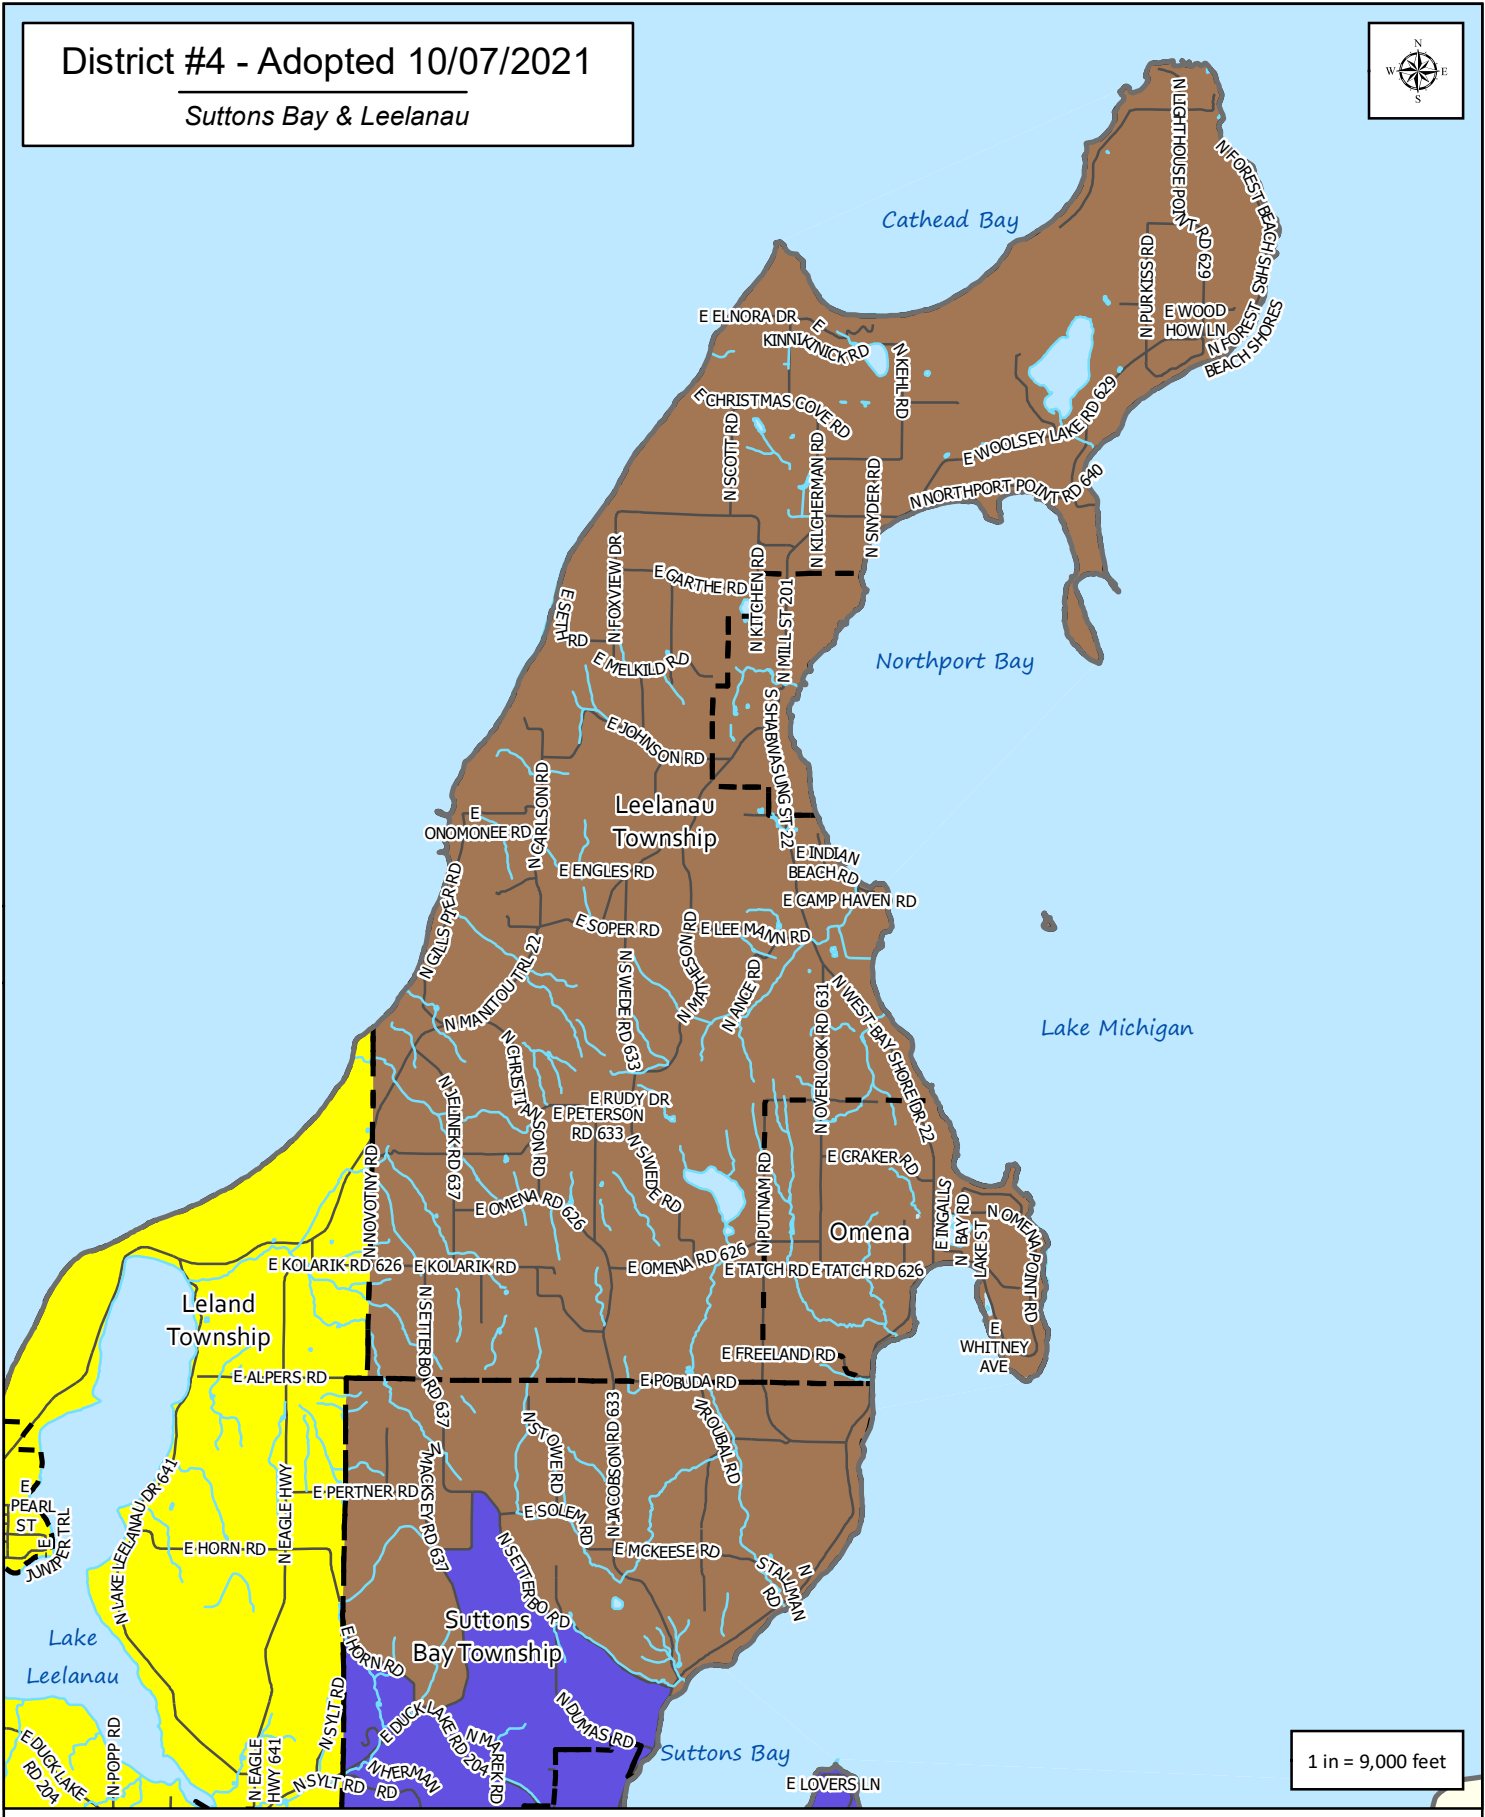 District #4 - Adopted 10/07/2021
Suttons Bay & Leelanau
N
W E
S
N LIGHTHOUSE POINT RD 629
N FOREST BEACH SHRS
Cathead Bay
N PURKISS RD
E WOOD
HOW LN
N FOREST
BEACH SHORES
E ELNORA DR
E
KINNIKINICK RD
N KEHL RD
E CHRISTMAS COVE RD
N SCOTT RD
N KILCHERMAN RD
N SNYDER RD
E WOOLSEY LAKE RD 629
N NORTHPORT POINT RD 640
N FOXVIEW DR
E GARTHE RD
N KITCHEN RD
N MILL ST 201
E SETH RD
E MELKILD RD
Northport Bay
S SHABWASUNG ST 22
E JOHNSON RD
N CARLSON RD
Leelanau
Township
E
ONOMONEE RD
E INDIAN
BEACH RD
E ENGLES RD
E CAMP HAVEN RD
N GILLS PIER RD
E SOPER RD
N MATHESON RD
E LEE MANN RD
N MANITOU TRL 22
N SWEDE RD 633
N ANCE RD
N OVERLOOK RD 631
N WEST-BAY SHORE DR 22
Lake Michigan
N CHRISTIANSON RD
N JELINEK RD 637
E RUDY DR
E PETERSON
RD 633
N SWEDE RD
N NOVOTNY RD
N PUTNAM RD
E CRAKER RD
E OMENA RD 626
E INGALLS
N BAY RD
LAKE ST
N OMENA POINT RD
Omena
E KOLARIK RD 626
E KOLARIK RD
E OMENA RD 626
E TATCH RD
E TATCH RD 626
Leland
Township
N SETTERBO RD 637
E
WHITNEY
AVE
E FREELAND RD
E ALPERS RD
E POBUDA RD
N STOWE RD
N JACOBSON RD 633
N ROUBAL RD
N MACKSEY RD 637
N LAKE LEELANAU DR 641
N EAGLE HWY
E PERTNER RD
E
PEARL
ST
E
JUNIPER TRL
E SOLEM RD
E HORN RD
N SETTERBO RD
E MCKEESE RD
N
STALLMAN
RD
Suttons
Bay Township
Lake
Leelanau
E HORN RD
N SYLT RD
E DUCK LAKE RD 204
N DUMAS RD
N MAREK RD
E DUCK LAKE
RD 204
N POPP RD
N EAGLE
HWY 641
N SYLT RD
N HERMAN
RD
Suttons Bay
E LOVERS LN
1 in = 9,000 feet